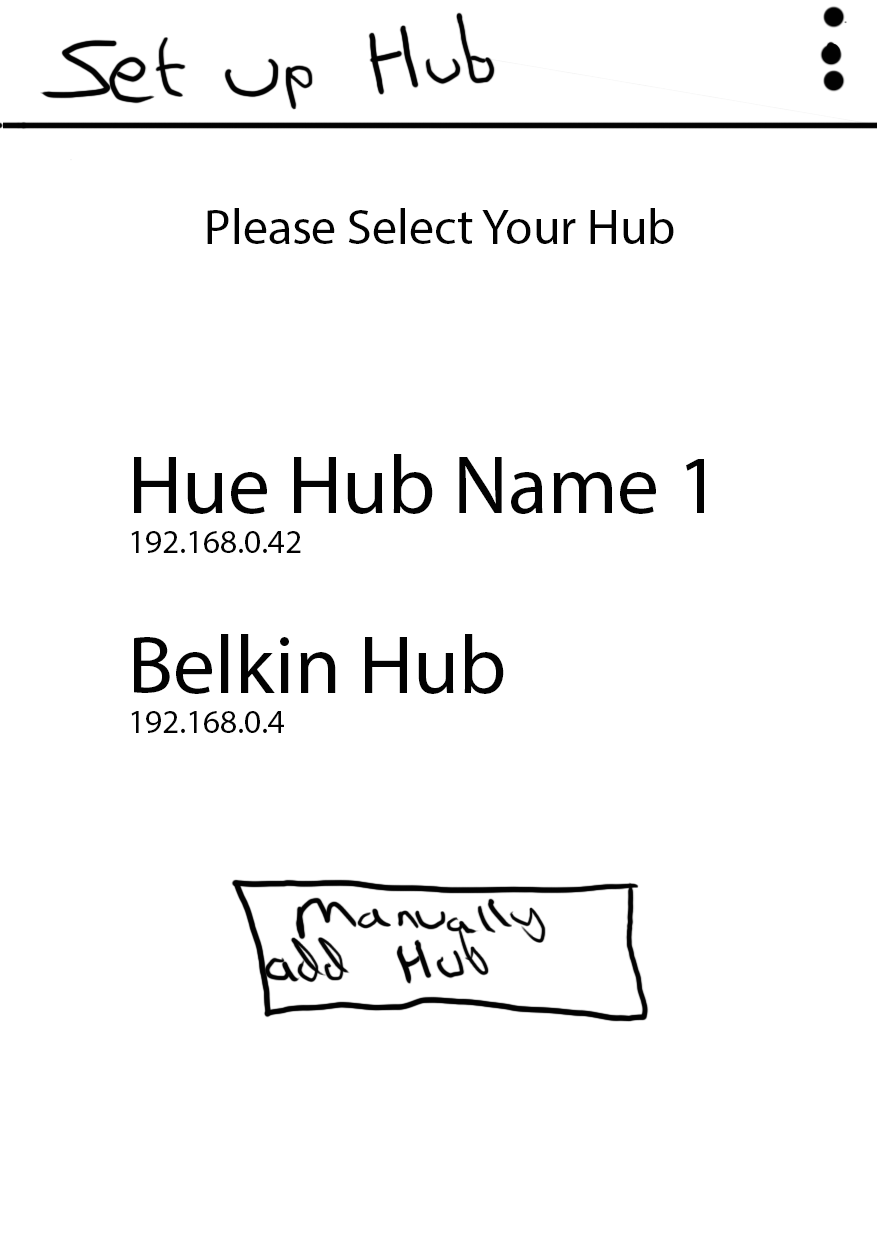 Set up Hub
Please Select Your Hub
Hue Hub Name 1
192.168.0.42
Belkin Hub
192.168.0.4
Manually
add Hub